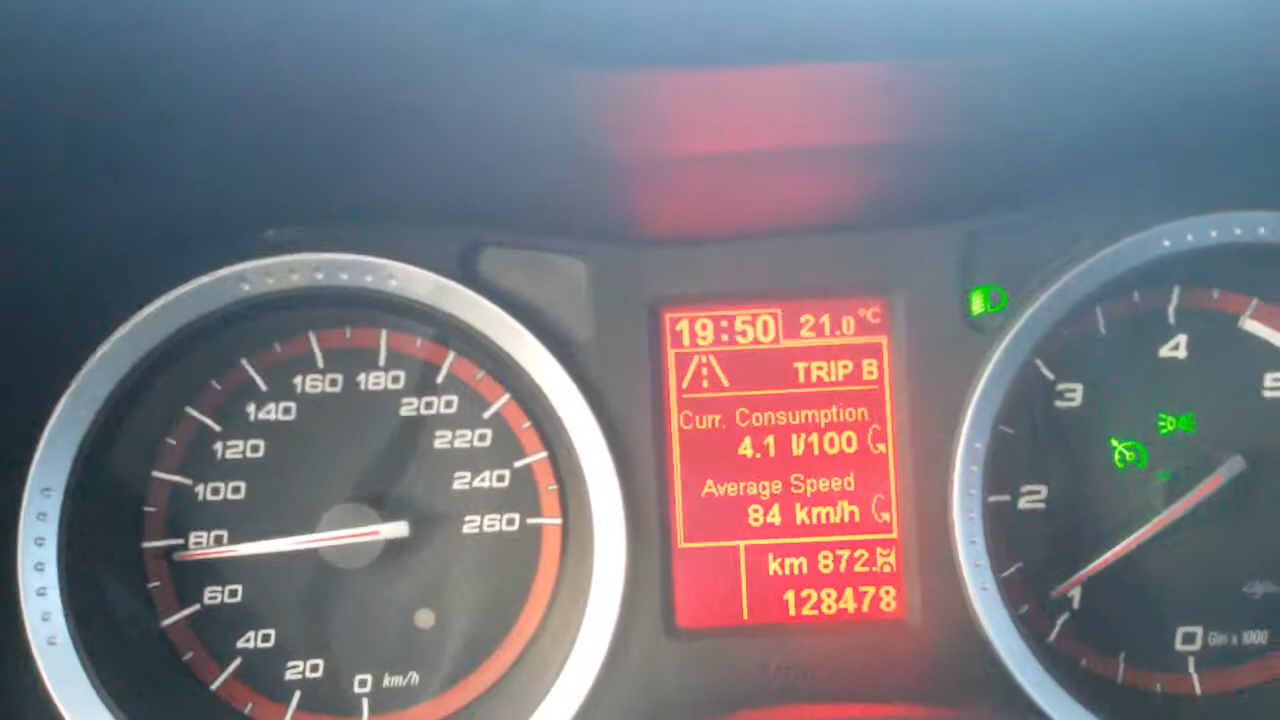 19:50 21.0°C
TRIP B
Curr. Consumption
4.1 l/100
Average Speed
84 km/h
km 872.
128478
0 km/h
20
40
60
80
100
120
140
160
180
200
220
240
260
0 Giri x 1000
1
2
3
4
5